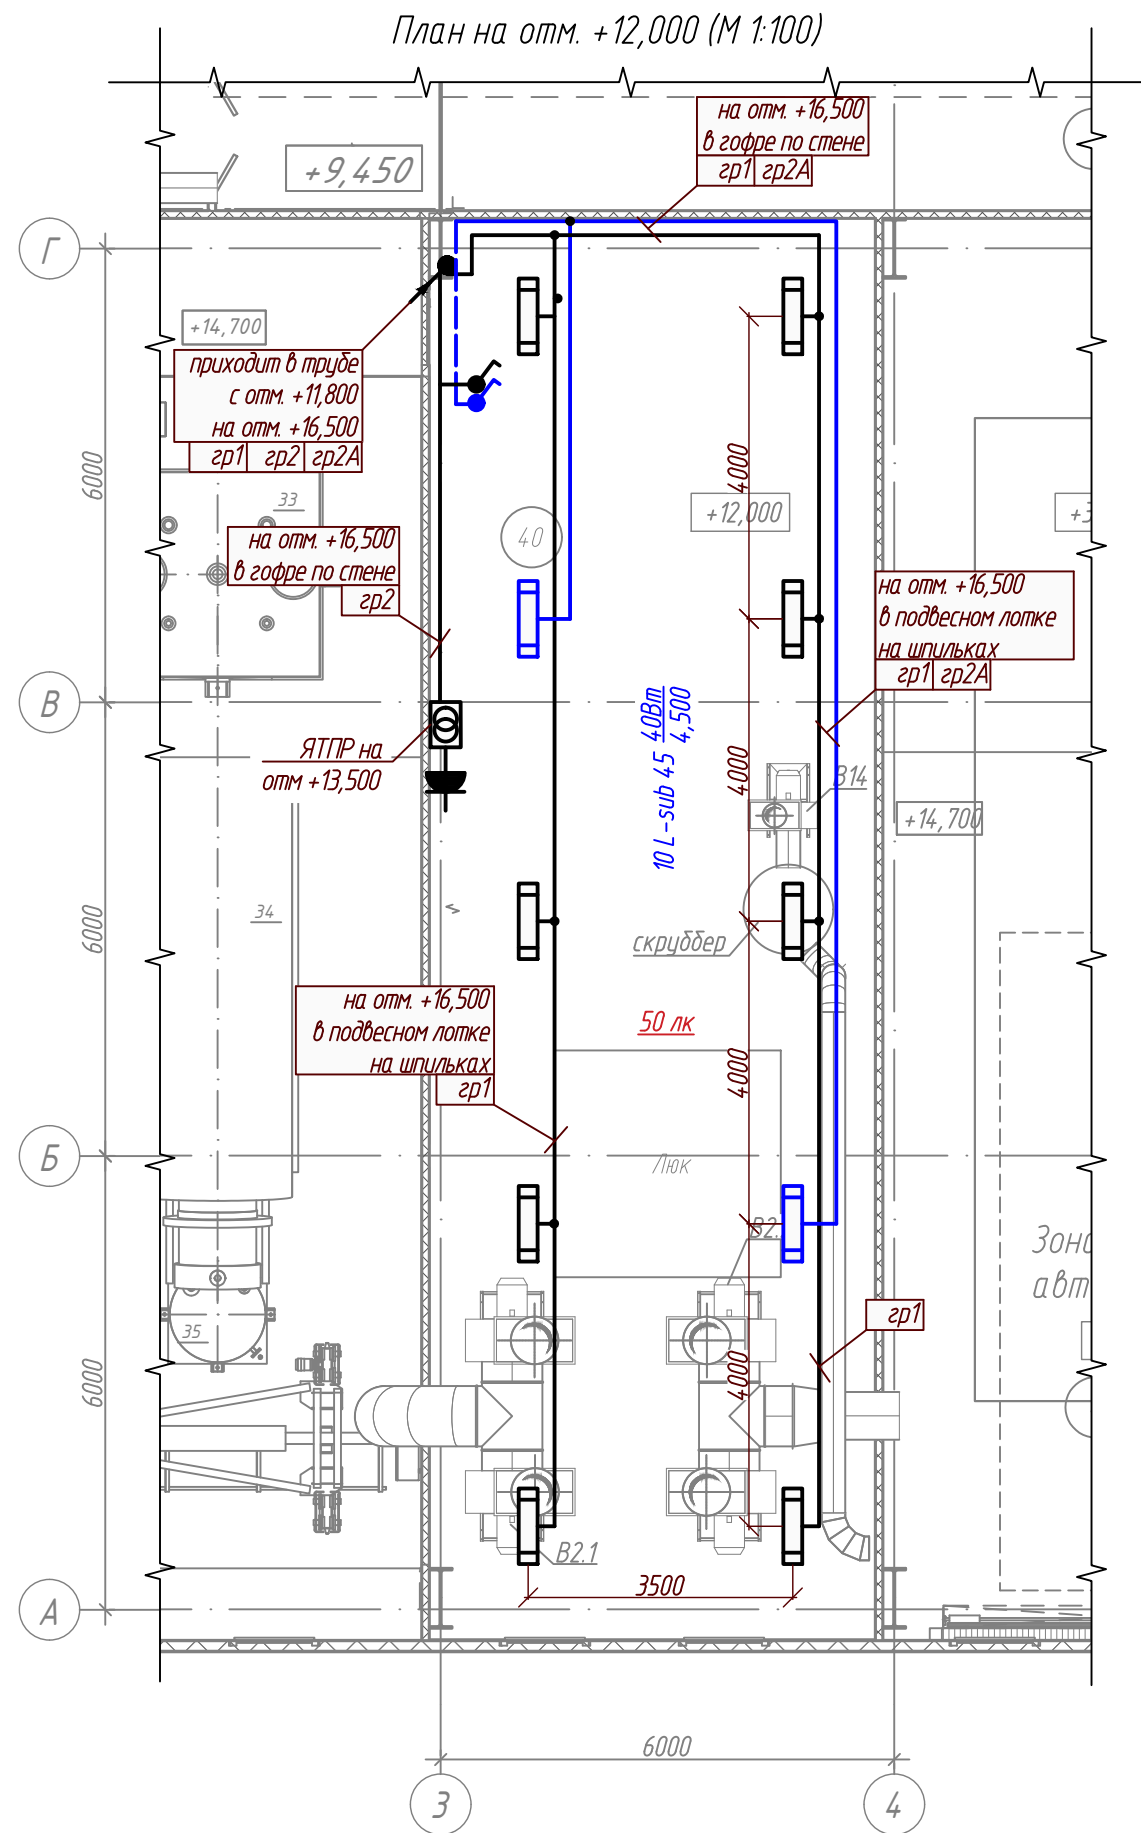 План на отм. +12,000 (М 1:100)
на отм. +16,500
в гофре по стене
гр1 гр2А
+9,450
Г
+14,700
приходит в трубе
с отм. +11,800
на отм. +16,500
гр1 гр2 гр2А
6000
4000
33
40
+12,000
+3
на отм. +16,500
в гофре по стене
гр2
на отм. +16,500
в подвесном лотке
на шпильках
гр1 гр2А
В
ЯТПР на
отм +13,500
10 L-sub 45 40Вт
4,500
4000
В14
+14,700
6000
34
скруббер
на отм. +16,500
в подвесном лотке
на шпильках
гр1
50 лк
4000
Б
Люк
В2.
Зоно
авт
гр1
35
6000
4000
В2.1
3500
А
6000
3
4